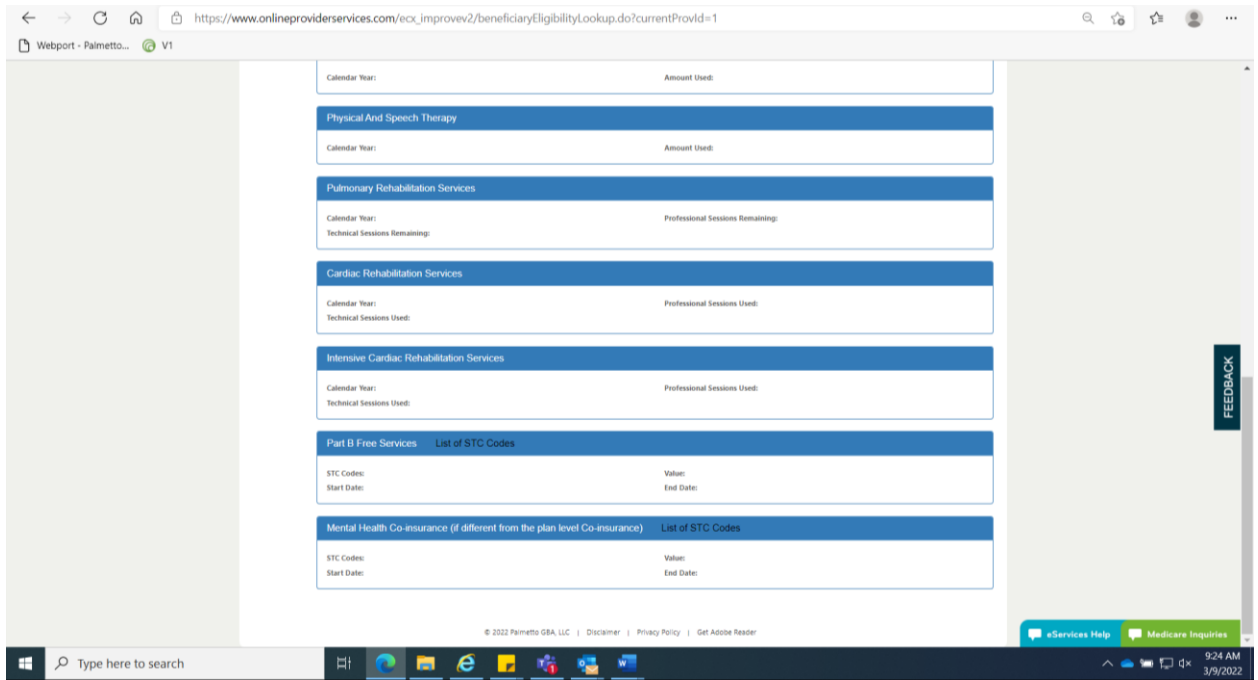 https://www.onlineproviderservices.com/ecx_improvev2/beneficiaryEligibilityLookup.do?currentProvId=1
Webport - Palmetto... V1
Calendar Year: Amount Used:
Physical And Speech Therapy
Calendar Year: Amount Used:
Pulmonary Rehabilitation Services
Calendar Year: Professional Sessions Remaining:
Technical Sessions Remaining:
Cardiac Rehabilitation Services
Calendar Year: Professional Sessions Used:
Technical Sessions Used:
Intensive Cardiac Rehabilitation Services
Calendar Year: Professional Sessions Used:
Technical Sessions Used:
FEEDBACK
Part B Free Services List of STC Codes
STC Codes: Value:
Start Date: End Date:
Mental Health Co-insurance (if different from the plan level Co-insurance) List of STC Codes
STC Codes: Value:
Start Date: End Date:
© 2022 Palmetto GBA, LLC | Disclaimer | Privacy Policy | Get Adobe Reader
eServices Help Medicare Inquiries
Type here to search
9:24 AM
3/9/2022